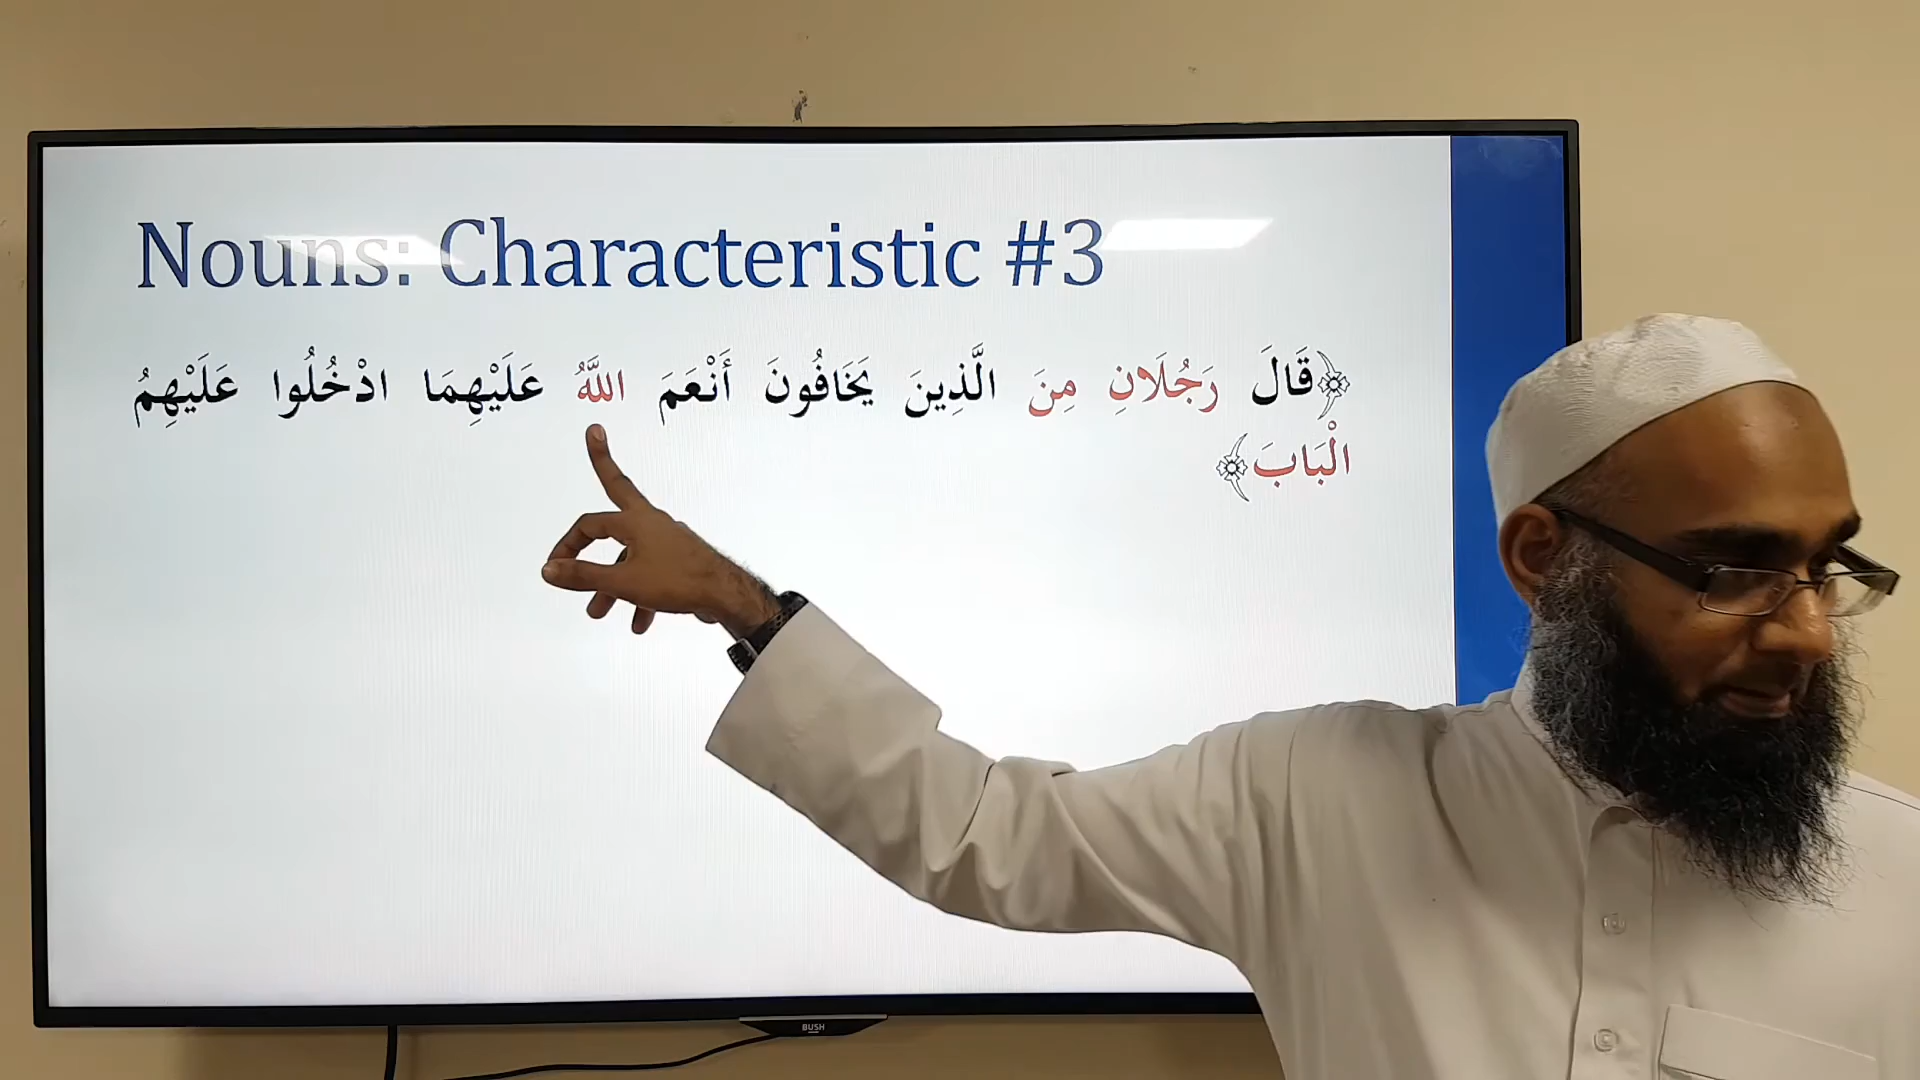 Nouns: Characteristic #3
﴿قَالَ رَجُلَانِ مِنَ الَّذِينَ يَخَافُونَ أَنْعَمَ اللَّهُ عَلَيْهِمَا ادْخُلُوا عَلَيْهِمُ
الْبَابَ﴾
BUSH